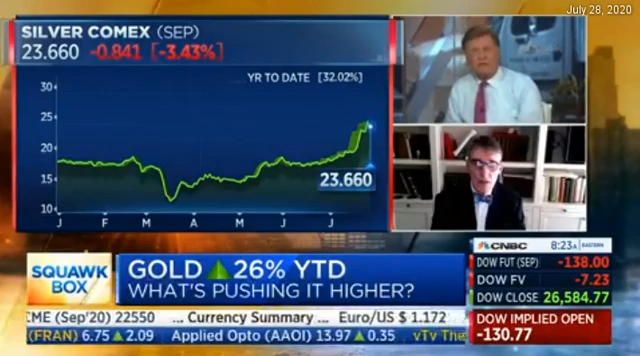 July 28, 2020
SILVER COMEX (SEP)
23.660 -0.841 [-3.43%]
YR TO DATE [32.02%]
30
25
20
15
10
23.660
J F M A M J J
CNBC 8:23A EASTERN
SQUAWK BOX
GOLD ▲ 26% YTD
WHAT'S PUSHING IT HIGHER?
DOW FUT (SEP) -138.00
DOW FV -7.23
DOW CLOSE 26,584.77
DOW IMPLIED OPEN
-130.77
CME (Sep'20) 22550 ... Currency Summary ... Euro/US $ 1.172
(FRAN) 6.75 ▲ 2.09 Applied Opto (AAOI) 13.97 ▲ 0.35 vTv The